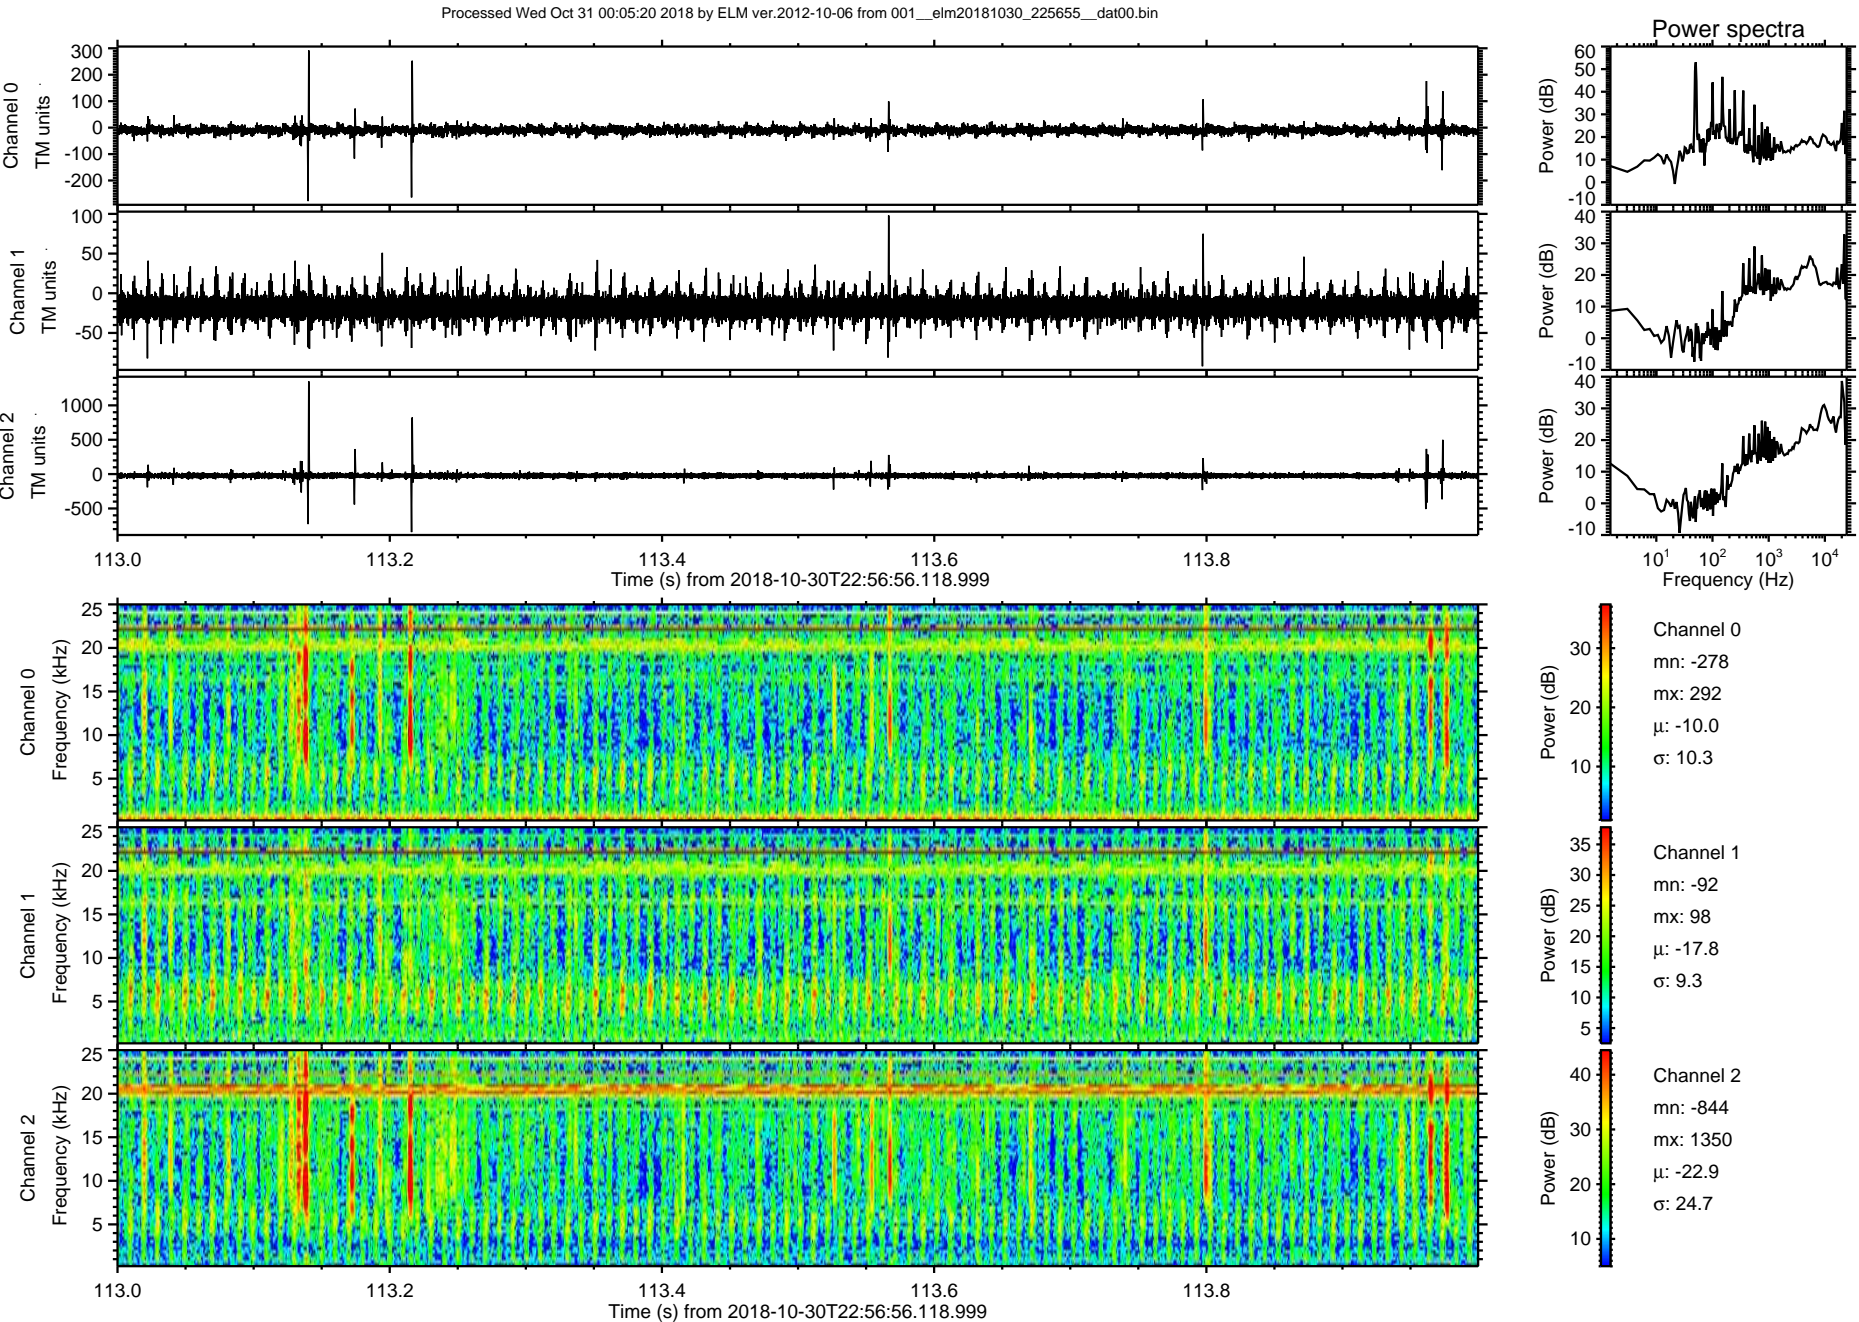 Processed Wed Oct 31 00:05:20 2018 by ELM ver.2012-10-06 from 001__elm20181030_225655__dat00.bin
Power spectra
Channel 0
TM units
300
200
100
0
-100
-200
Power (dB)
60
50
40
30
20
10
0
-10
Channel 1
TM units
100
50
0
-50
Power (dB)
40
30
20
10
0
-10
Channel 2
TM units
1000
500
0
-500
Power (dB)
40
30
20
10
0
-10
113.0 113.2 113.4 113.6 113.8
Time (s) from 2018-10-30T22:56:56.118.999
10^1 10^2 10^3 10^4
Frequency (Hz)
Channel 0
Frequency (kHz)
25
20
15
10
5
Power (dB)
30
20
10
Channel 0
mn: -278
mx: 292
μ: -10.0
σ: 10.3
Channel 1
Frequency (kHz)
25
20
15
10
5
Power (dB)
35
30
25
20
15
10
5
Channel 1
mn: -92
mx: 98
μ: -17.8
σ: 9.3
Channel 2
Frequency (kHz)
25
20
15
10
5
Power (dB)
40
30
20
10
Channel 2
mn: -844
mx: 1350
μ: -22.9
σ: 24.7
113.0 113.2 113.4 113.6 113.8
Time (s) from 2018-10-30T22:56:56.118.999